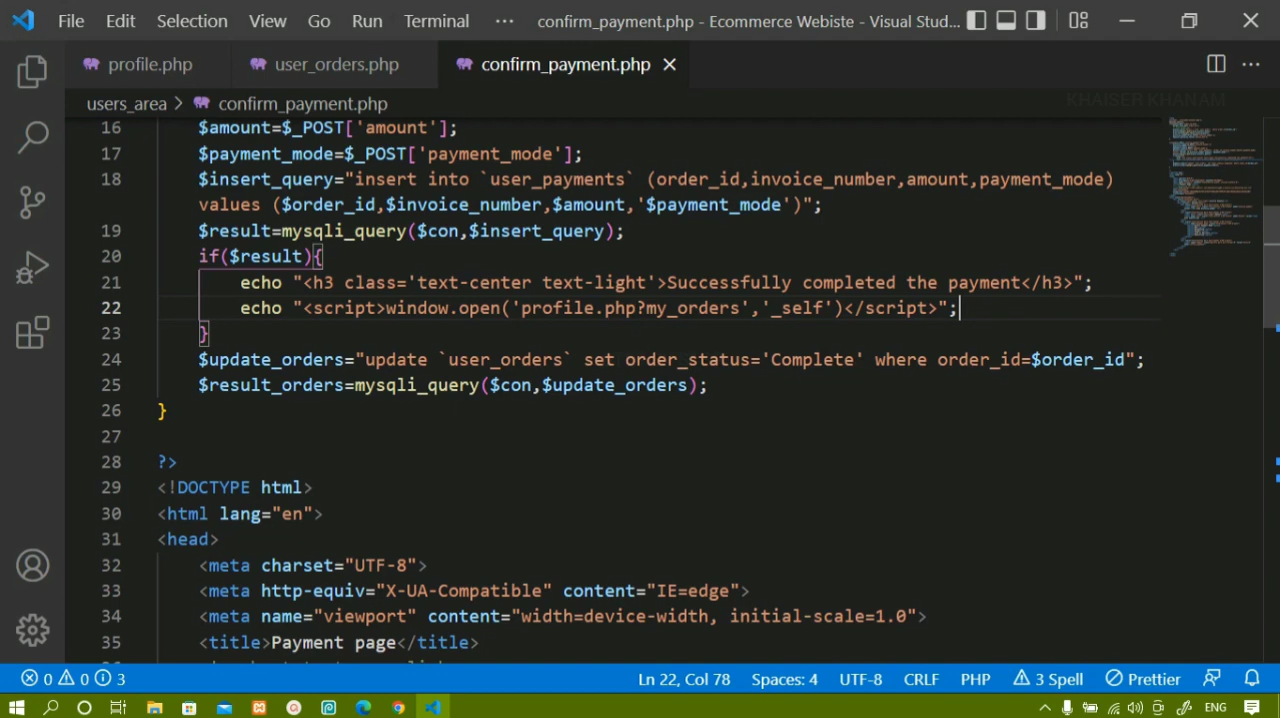 File Edit Selection View Go Run Terminal ··· confirm_payment.php - Ecommerce Webiste - Visual Stud...
profile.php user_orders.php confirm_payment.php
users_area > confirm_payment.php
KHAISER KHANAM
16 $amount=$_POST['amount'];
17 $payment_mode=$_POST['payment_mode'];
18 $insert_query="insert into `user_payments` (order_id,invoice_number,amount,payment_mode)
values ($order_id,$invoice_number,$amount,'$payment_mode')";
19 $result=mysqli_query($con,$insert_query);
20 if($result){
21 echo "<h3 class='text-center text-light'>Successfully completed the payment</h3>";
22 echo "<script>window.open('profile.php?my_orders','_self')</script>";
23 }
24 $update_orders="update `user_orders` set order_status='Complete' where order_id=$order_id";
25 $result_orders=mysqli_query($con,$update_orders);
26 }
27
28 ?>
29 <!DOCTYPE html>
30 <html lang="en">
31 <head>
32 <meta charset="UTF-8">
33 <meta http-equiv="X-UA-Compatible" content="IE=edge">
34 <meta name="viewport" content="width=device-width, initial-scale=1.0">
35 <title>Payment page</title>
0 0 3 Ln 22, Col 78 Spaces: 4 UTF-8 CRLF PHP 3 Spell Prettier
ENG